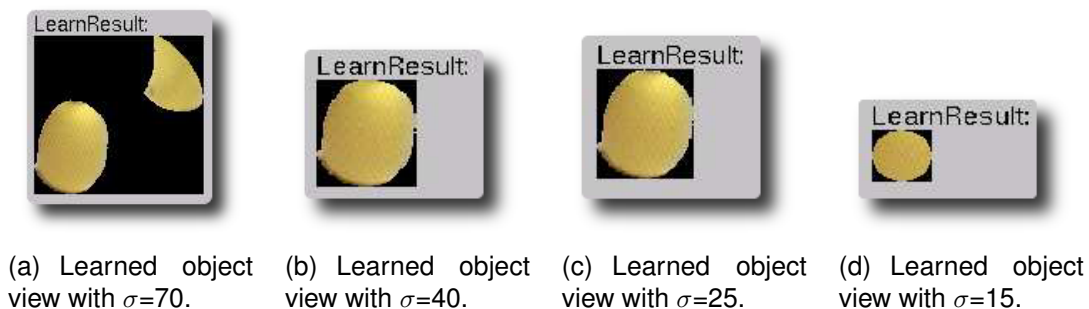 LearnResult:
LearnResult:
LearnResult:
LearnResult:
(a) Learned object
view with σ=70.
(b) Learned object
view with σ=40.
(c) Learned object
view with σ=25.
(d) Learned object
view with σ=15.